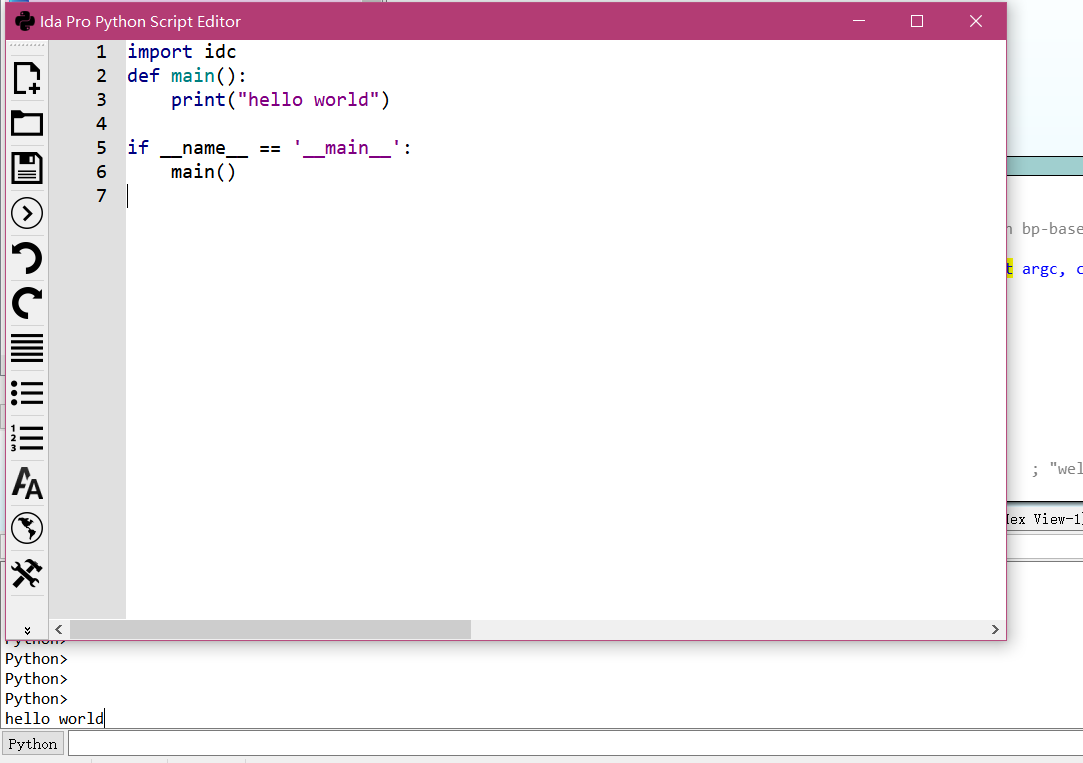 Ida Pro Python Script Editor
1 import idc
2 def main():
3     print("hello world")
4
5 if __name__ == '__main__':
6     main()
7
bp-base
argc, c
; "wel
Hex View-1
Python>
Python>
Python>
Python>
hello world
Python